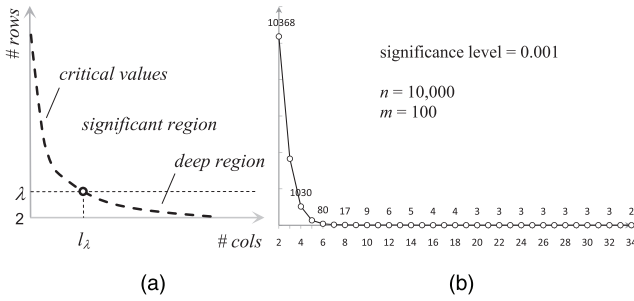 # rows
critical values
significant region
deep region
λ
2
lλ
# cols
(a)
10368
significance level = 0.001
n = 10,000
m = 100
1030
80 17 9 6 5 4 4 3 3 3 3 3 3 3 2
2 4 6 8 10 12 14 16 18 20 22 24 26 28 30 32 34
(b)